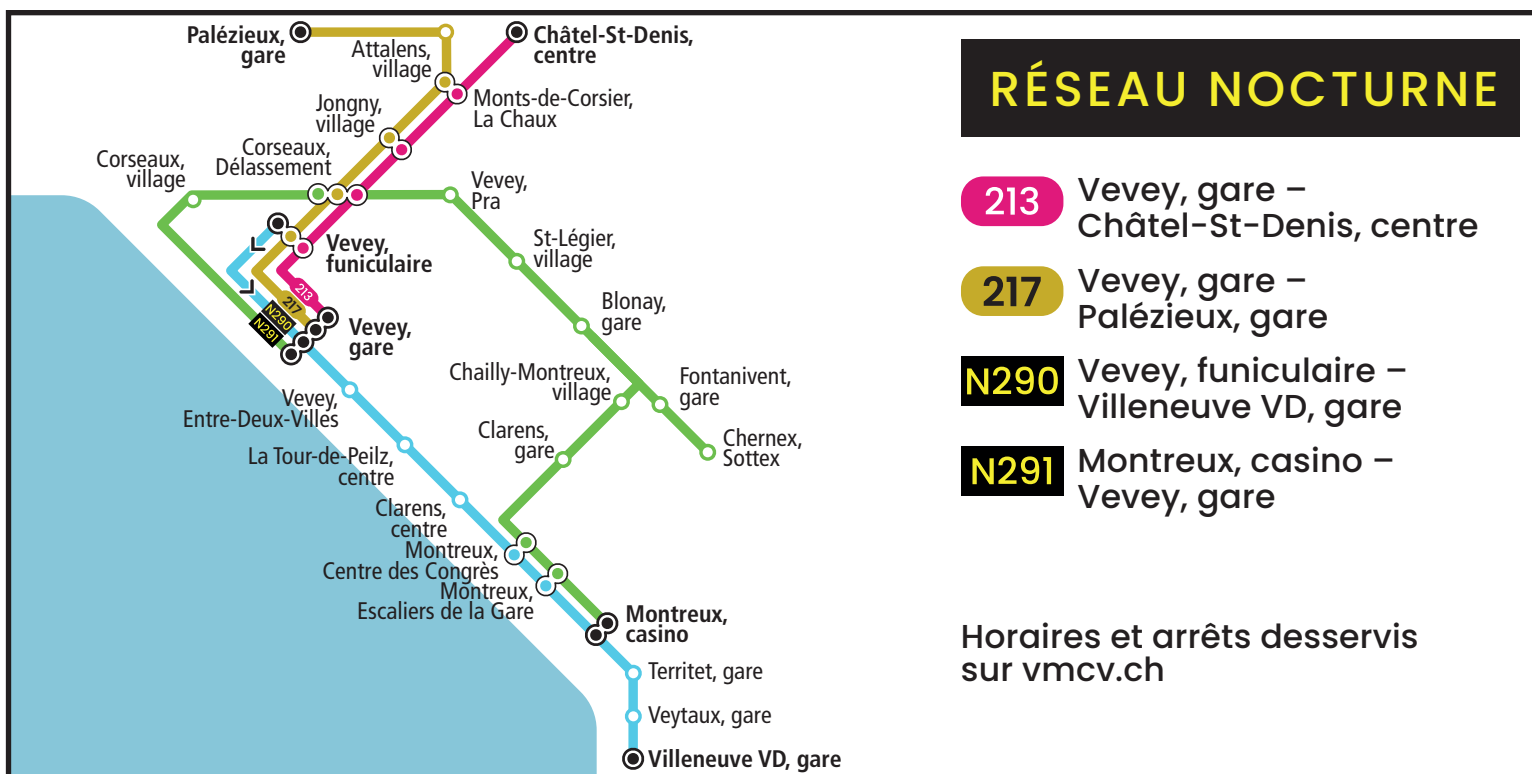 Palézieux,
gare
Attalens,
village
Châtel-St-Denis,
centre
Jongny,
village
Monts-de-Corsier,
La Chaux
Corseaux,
village
Corseaux,
Délassement
Vevey,
Pra
Vevey,
funiculaire
St-Légier,
village
213
217
N290
N291
Vevey,
gare
Blonay,
gare
Vevey,
Entre-Deux-Villes
Chailly-Montreux,
village
Fontanivent,
gare
Clarens,
gare
Chernex,
Sottex
La Tour-de-Peilz,
centre
Clarens,
centre
Montreux,
Centre des Congrès
Montreux,
Escaliers de la Gare
Montreux,
casino
Territet, gare
Veytaux, gare
Villeneuve VD, gare
RÉSEAU NOCTURNE
213
Vevey, gare –
Châtel-St-Denis, centre
217
Vevey, gare –
Palézieux, gare
N290
Vevey, funiculaire –
Villeneuve VD, gare
N291
Montreux, casino –
Vevey, gare
Horaires et arrêts desservis
sur vmcv.ch